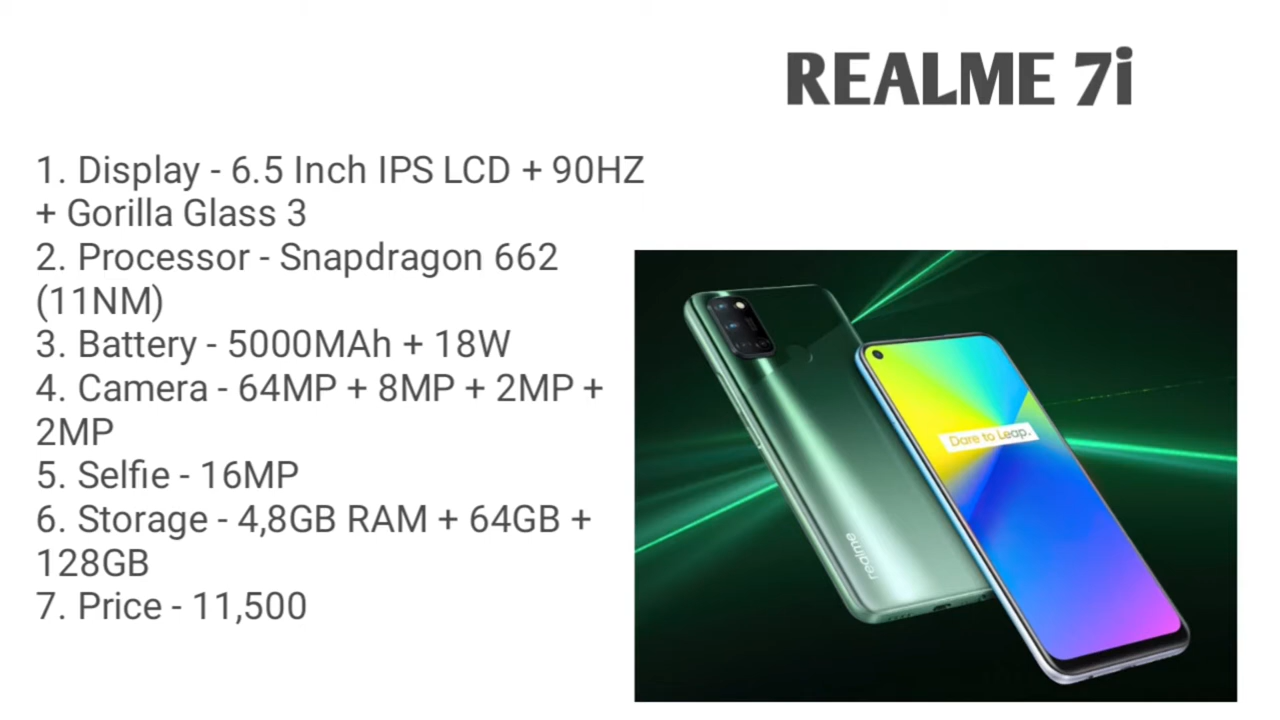 REALME 7i
1. Display - 6.5 Inch IPS LCD + 90HZ
+ Gorilla Glass 3
2. Processor - Snapdragon 662
(11NM)
3. Battery - 5000MAh + 18W
4. Camera - 64MP + 8MP + 2MP +
2MP
5. Selfie - 16MP
6. Storage - 4,8GB RAM + 64GB +
128GB
7. Price - 11,500
Dare to Leap.
realme